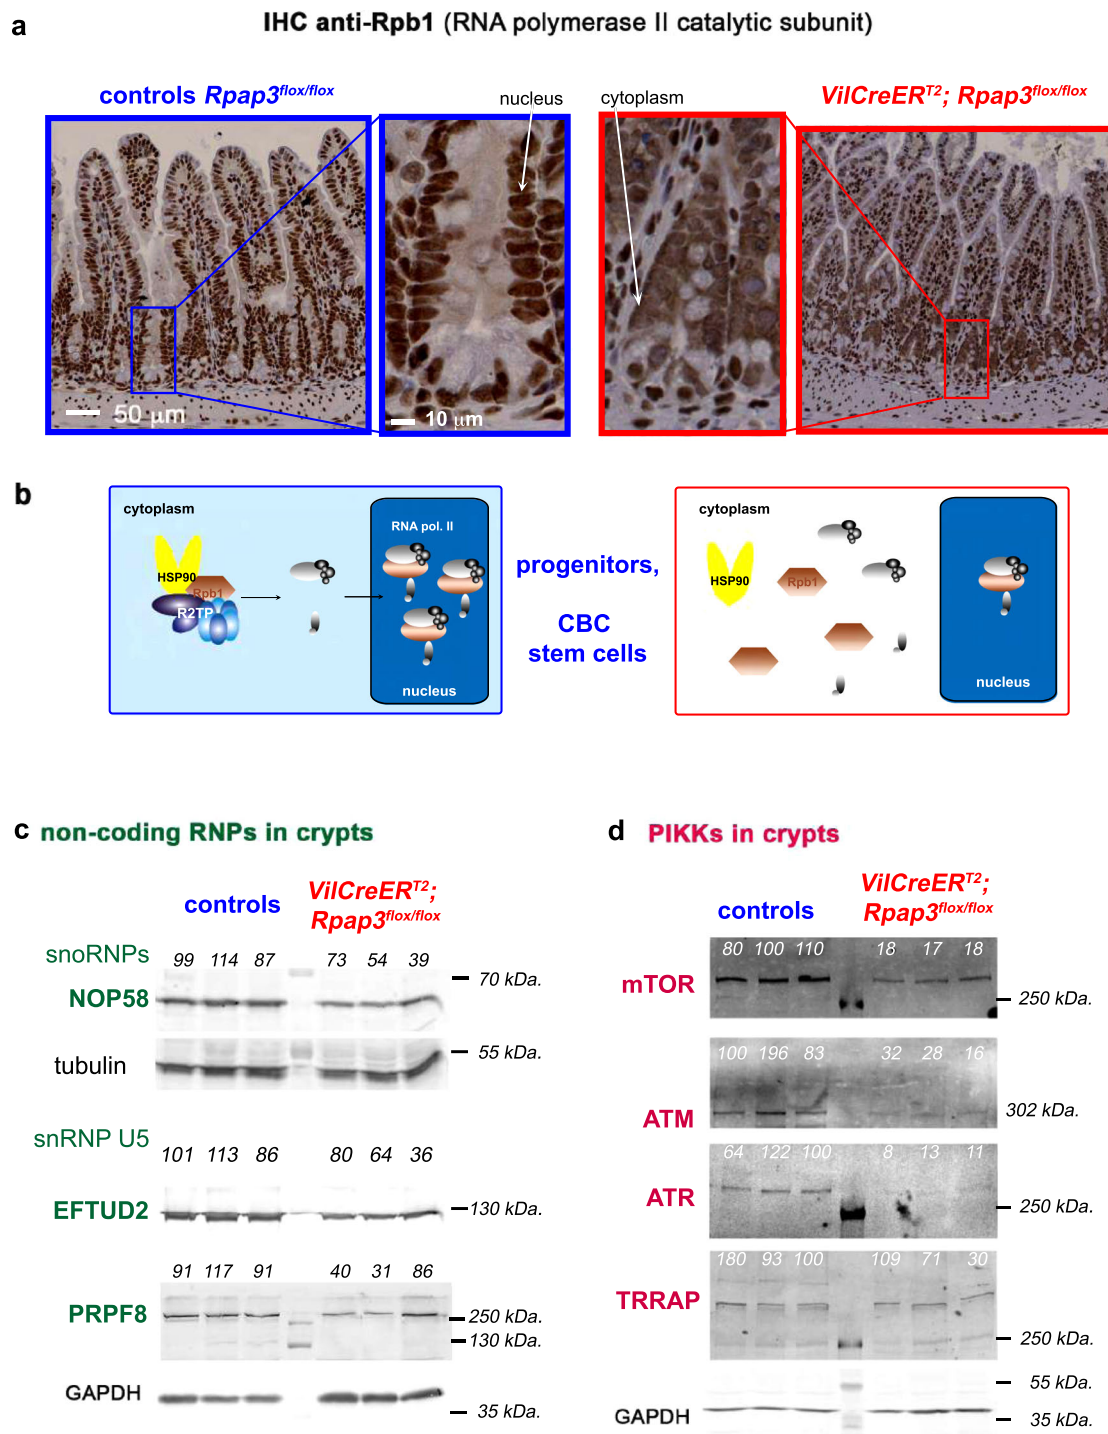 a
IHC anti-Rpb1 (RNA polymerase II catalytic subunit)
controls Rpap3flox/flox
nucleus
cytoplasm
VilCreERT2; Rpap3flox/flox
50 μm
10 μm
b
cytoplasm
HSP90
Rpb1
R2TP
RNA pol. II
nucleus
progenitors,
CBC
stem cells
cytoplasm
HSP90
Rpb1
nucleus
c non-coding RNPs in crypts
controls
VilCreERT2;
Rpap3flox/flox
snoRNPs
99 114 87 73 54 39
70 kDa.
NOP58
55 kDa.
tubulin
snRNP U5
101 113 86 80 64 36
EFTUD2
130 kDa.
91 117 91 40 31 86
PRPF8
250 kDa.
130 kDa.
GAPDH
35 kDa.
d PIKKs in crypts
controls
VilCreERT2;
Rpap3flox/flox
80 100 110 18 17 18
mTOR
250 kDa.
100 196 83 32 28 16
ATM
302 kDa.
64 122 100 8 13 11
ATR
250 kDa.
180 93 100 109 71 30
TRRAP
250 kDa.
55 kDa.
GAPDH
35 kDa.